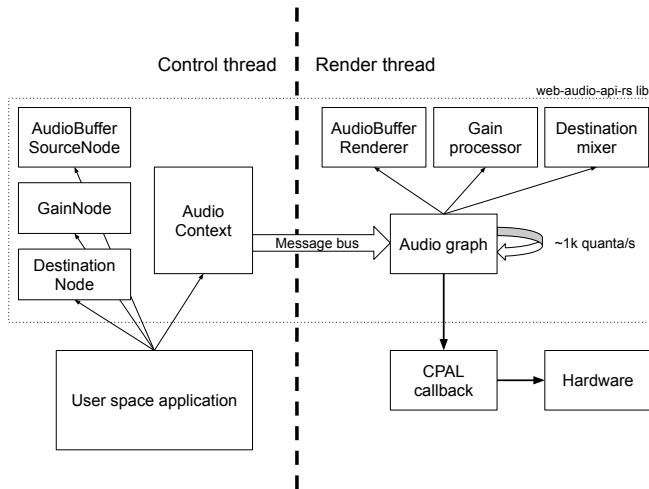 Control thread
Render thread
web-audio-api-rs lib
AudioBuffer
SourceNode
GainNode
Destination
Node
Audio
Context
Message bus
AudioBuffer
Renderer
Gain
processor
Destination
mixer
Audio graph
~1k quanta/s
User space application
CPAL
callback
Hardware